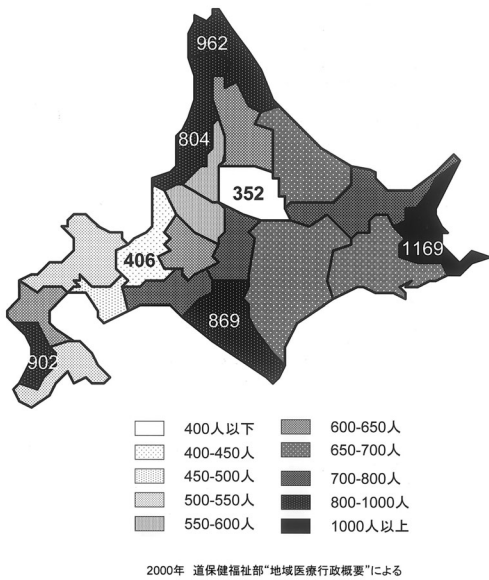 962
804
352
1169
406
869
902
400人以下
400-450人
450-500人
500-550人
550-600人
600-650人
650-700人
700-800人
800-1000人
1000人以上
2000年 道保健福祉部“地域医療行政概要”による